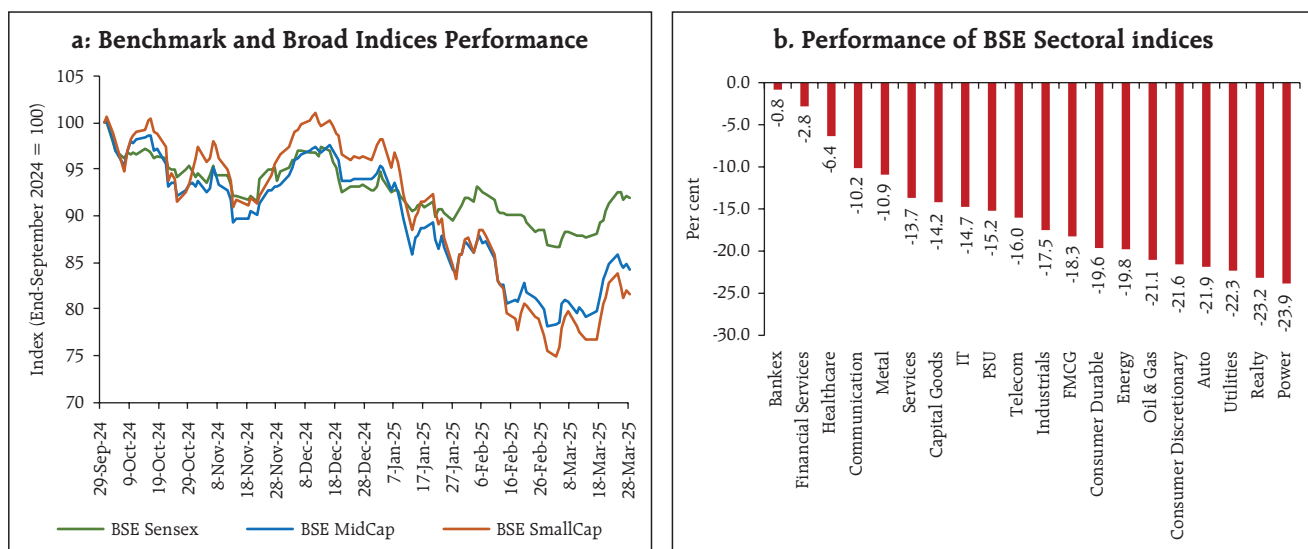 a: Benchmark and Broad Indices Performance
Index (End-September 2024 = 100)
105
100
95
90
85
80
75
70
29-Sep-24
9-Oct-24
19-Oct-24
29-Oct-24
8-Nov-24
18-Nov-24
28-Nov-24
8-Dec-24
18-Dec-24
28-Dec-24
7-Jan-25
17-Jan-25
27-Jan-25
6-Feb-25
16-Feb-25
26-Feb-25
8-Mar-25
18-Mar-25
28-Mar-25
BSE Sensex
BSE MidCap
BSE SmallCap
b. Performance of BSE Sectoral indices
Per cent
0.0
-5.0
-10.0
-15.0
-20.0
-25.0
-30.0
-0.8
-2.8
-6.4
-10.2
-10.9
-13.7
-14.2
-14.7
-15.2
-16.0
-17.5
-18.3
-19.6
-19.8
-21.1
-21.6
-21.9
-22.3
-23.2
-23.9
Bankex
Financial Services
Healthcare
Communication
Metal
Services
Capital Goods
IT
PSU
Telecom
Industrials
FMCG
Consumer Durable
Energy
Oil & Gas
Consumer Discretionary
Auto
Utilities
Realty
Power